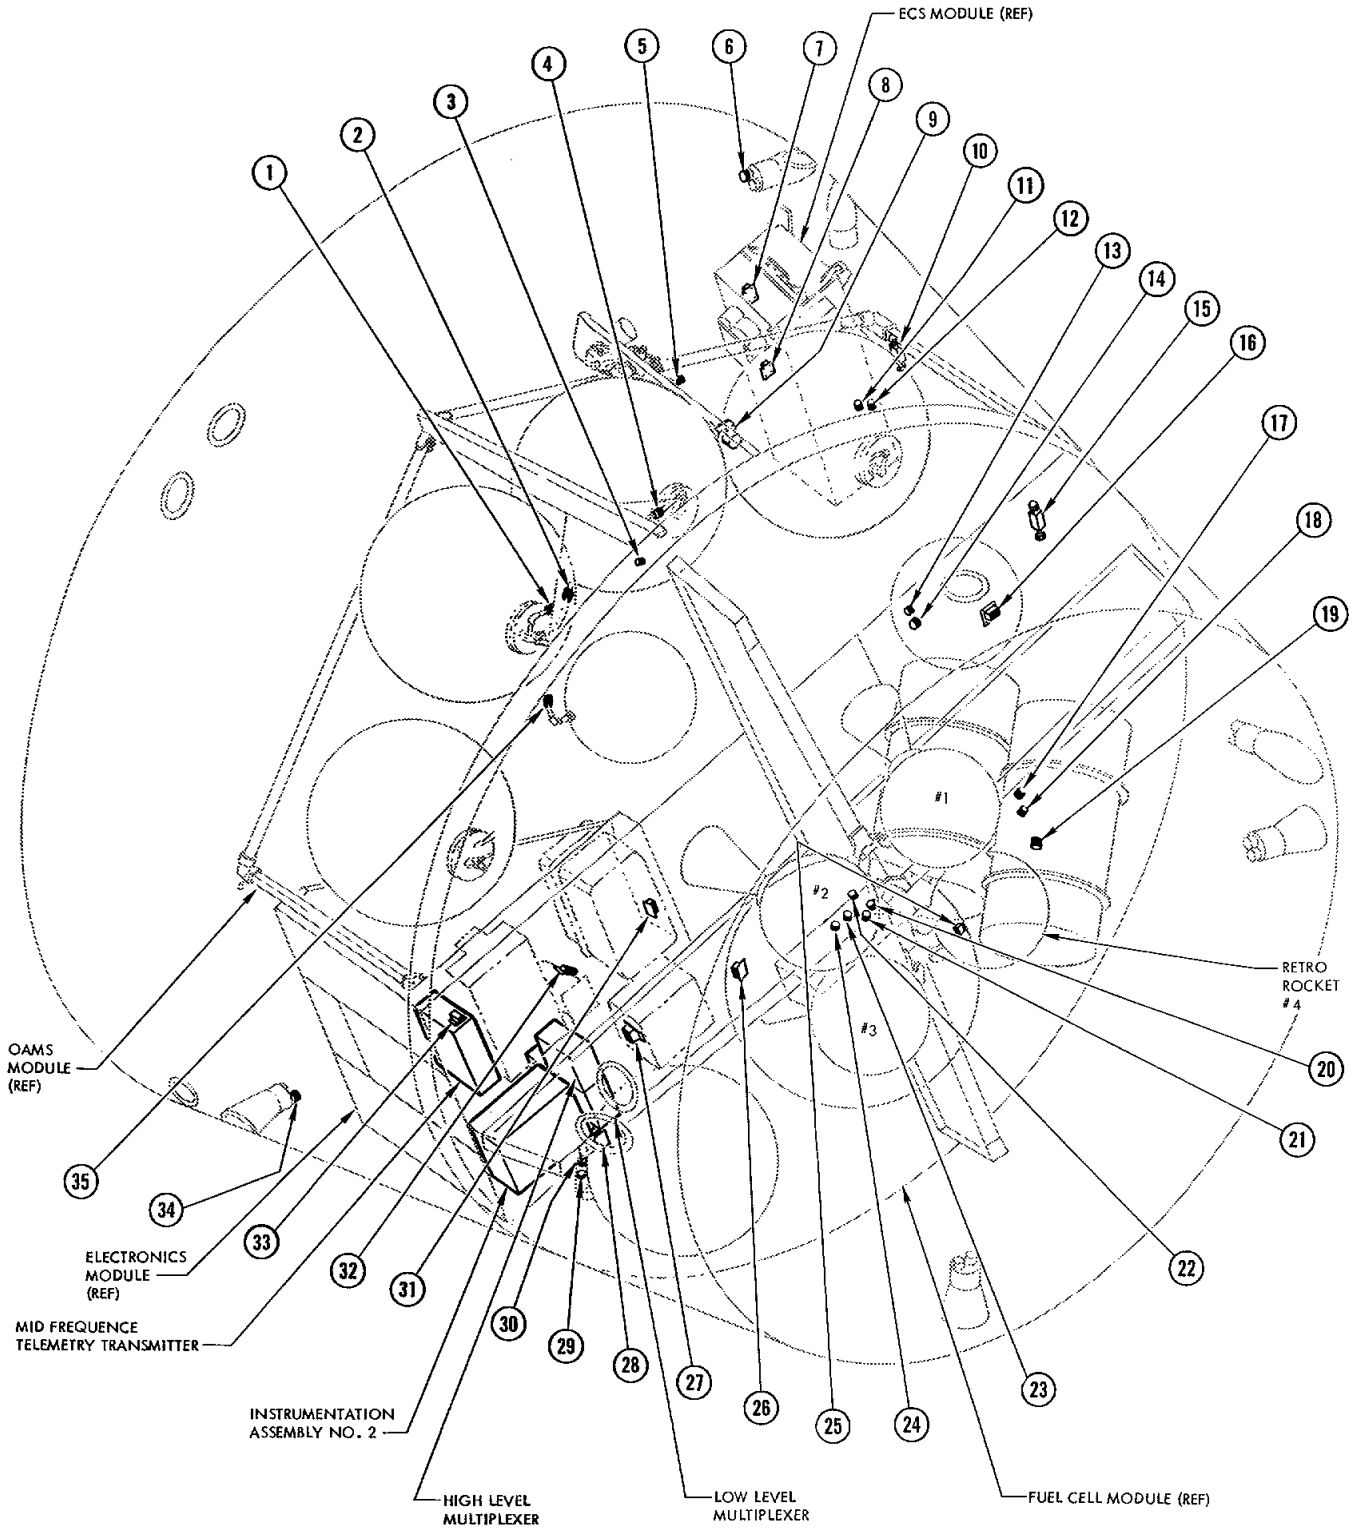 ECS MODULE (REF)
5
6
7
4
8
3
9
2
10
1
11
12
13
14
15
16
17
18
#1
19
#2
RETRO
ROCKET
#4
#3
OAMS
MODULE
(REF)
20
21
35
34
33
22
ELECTRONICS
MODULE
(REF)
32
31
30
29
28
27
26
25
24
23
MID FREQUENCE
TELEMETRY TRANSMITTER
INSTRUMENTATION
ASSEMBLY NO. 2
HIGH LEVEL
MULTIPLEXER
LOW LEVEL
MULTIPLEXER
FUEL CELL MODULE (REF)